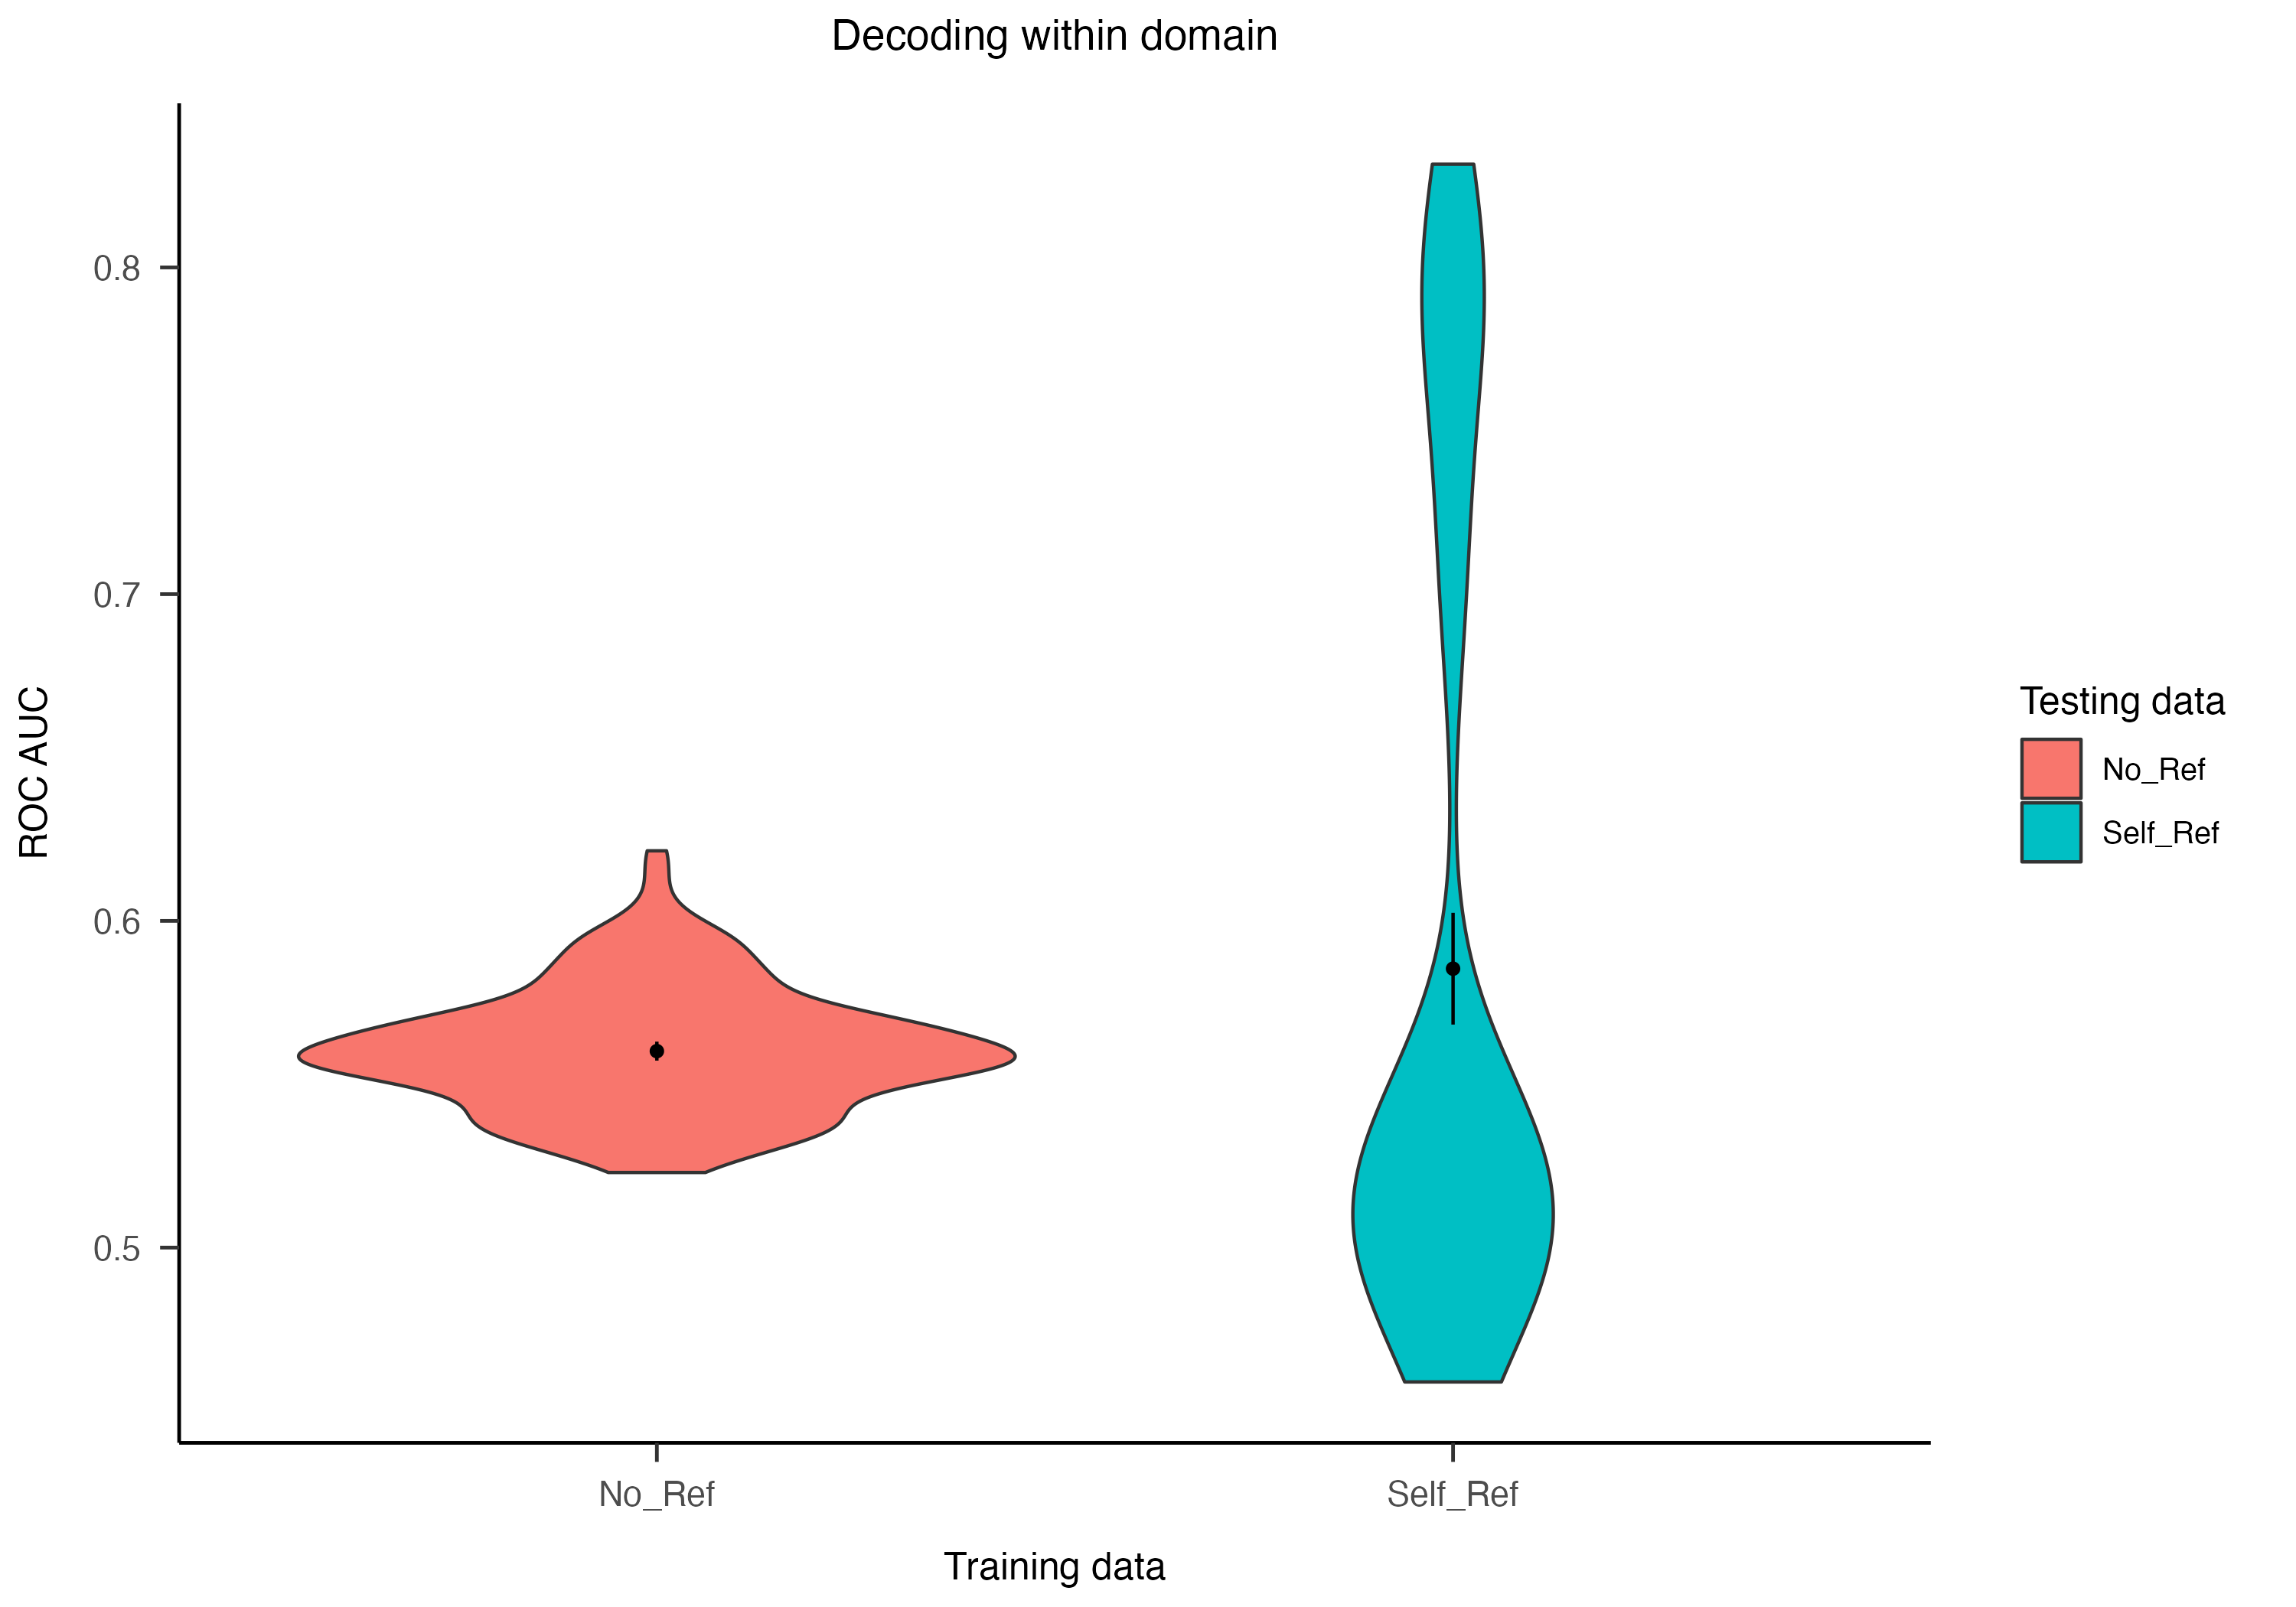 Decoding within domain
0.8
0.7
0.6
0.5
ROC AUC
No_Ref
Self_Ref
Training data
Testing data
No_Ref
Self_Ref